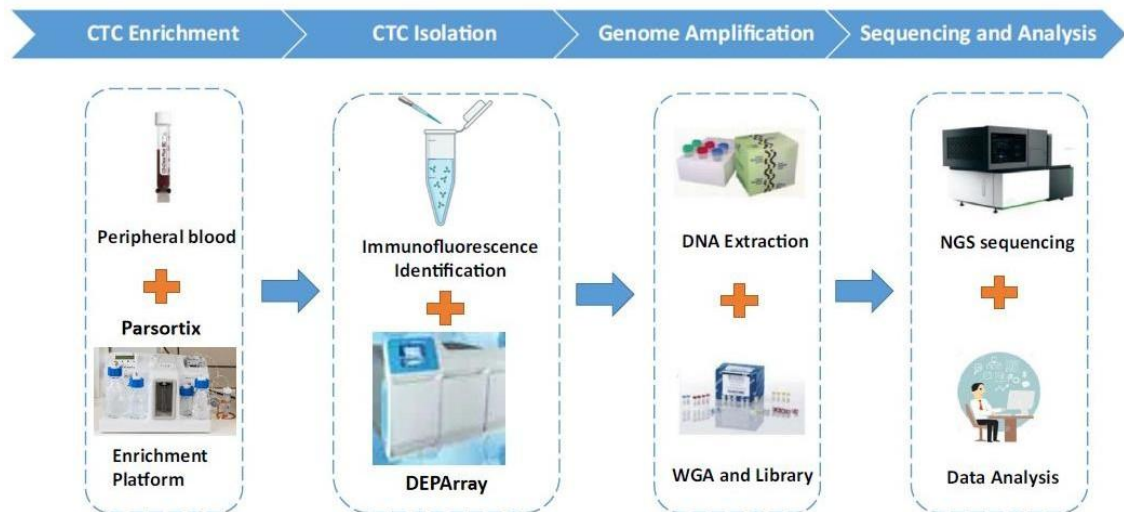 CTC Enrichment
CTC Isolation
Genome Amplification
Sequencing and Analysis
Peripheral blood
Parsortix
Enrichment
Platform
Immunofluorescence
Identification
DEPArray
DNA Extraction
WGA and Library
NGS sequencing
Data Analysis